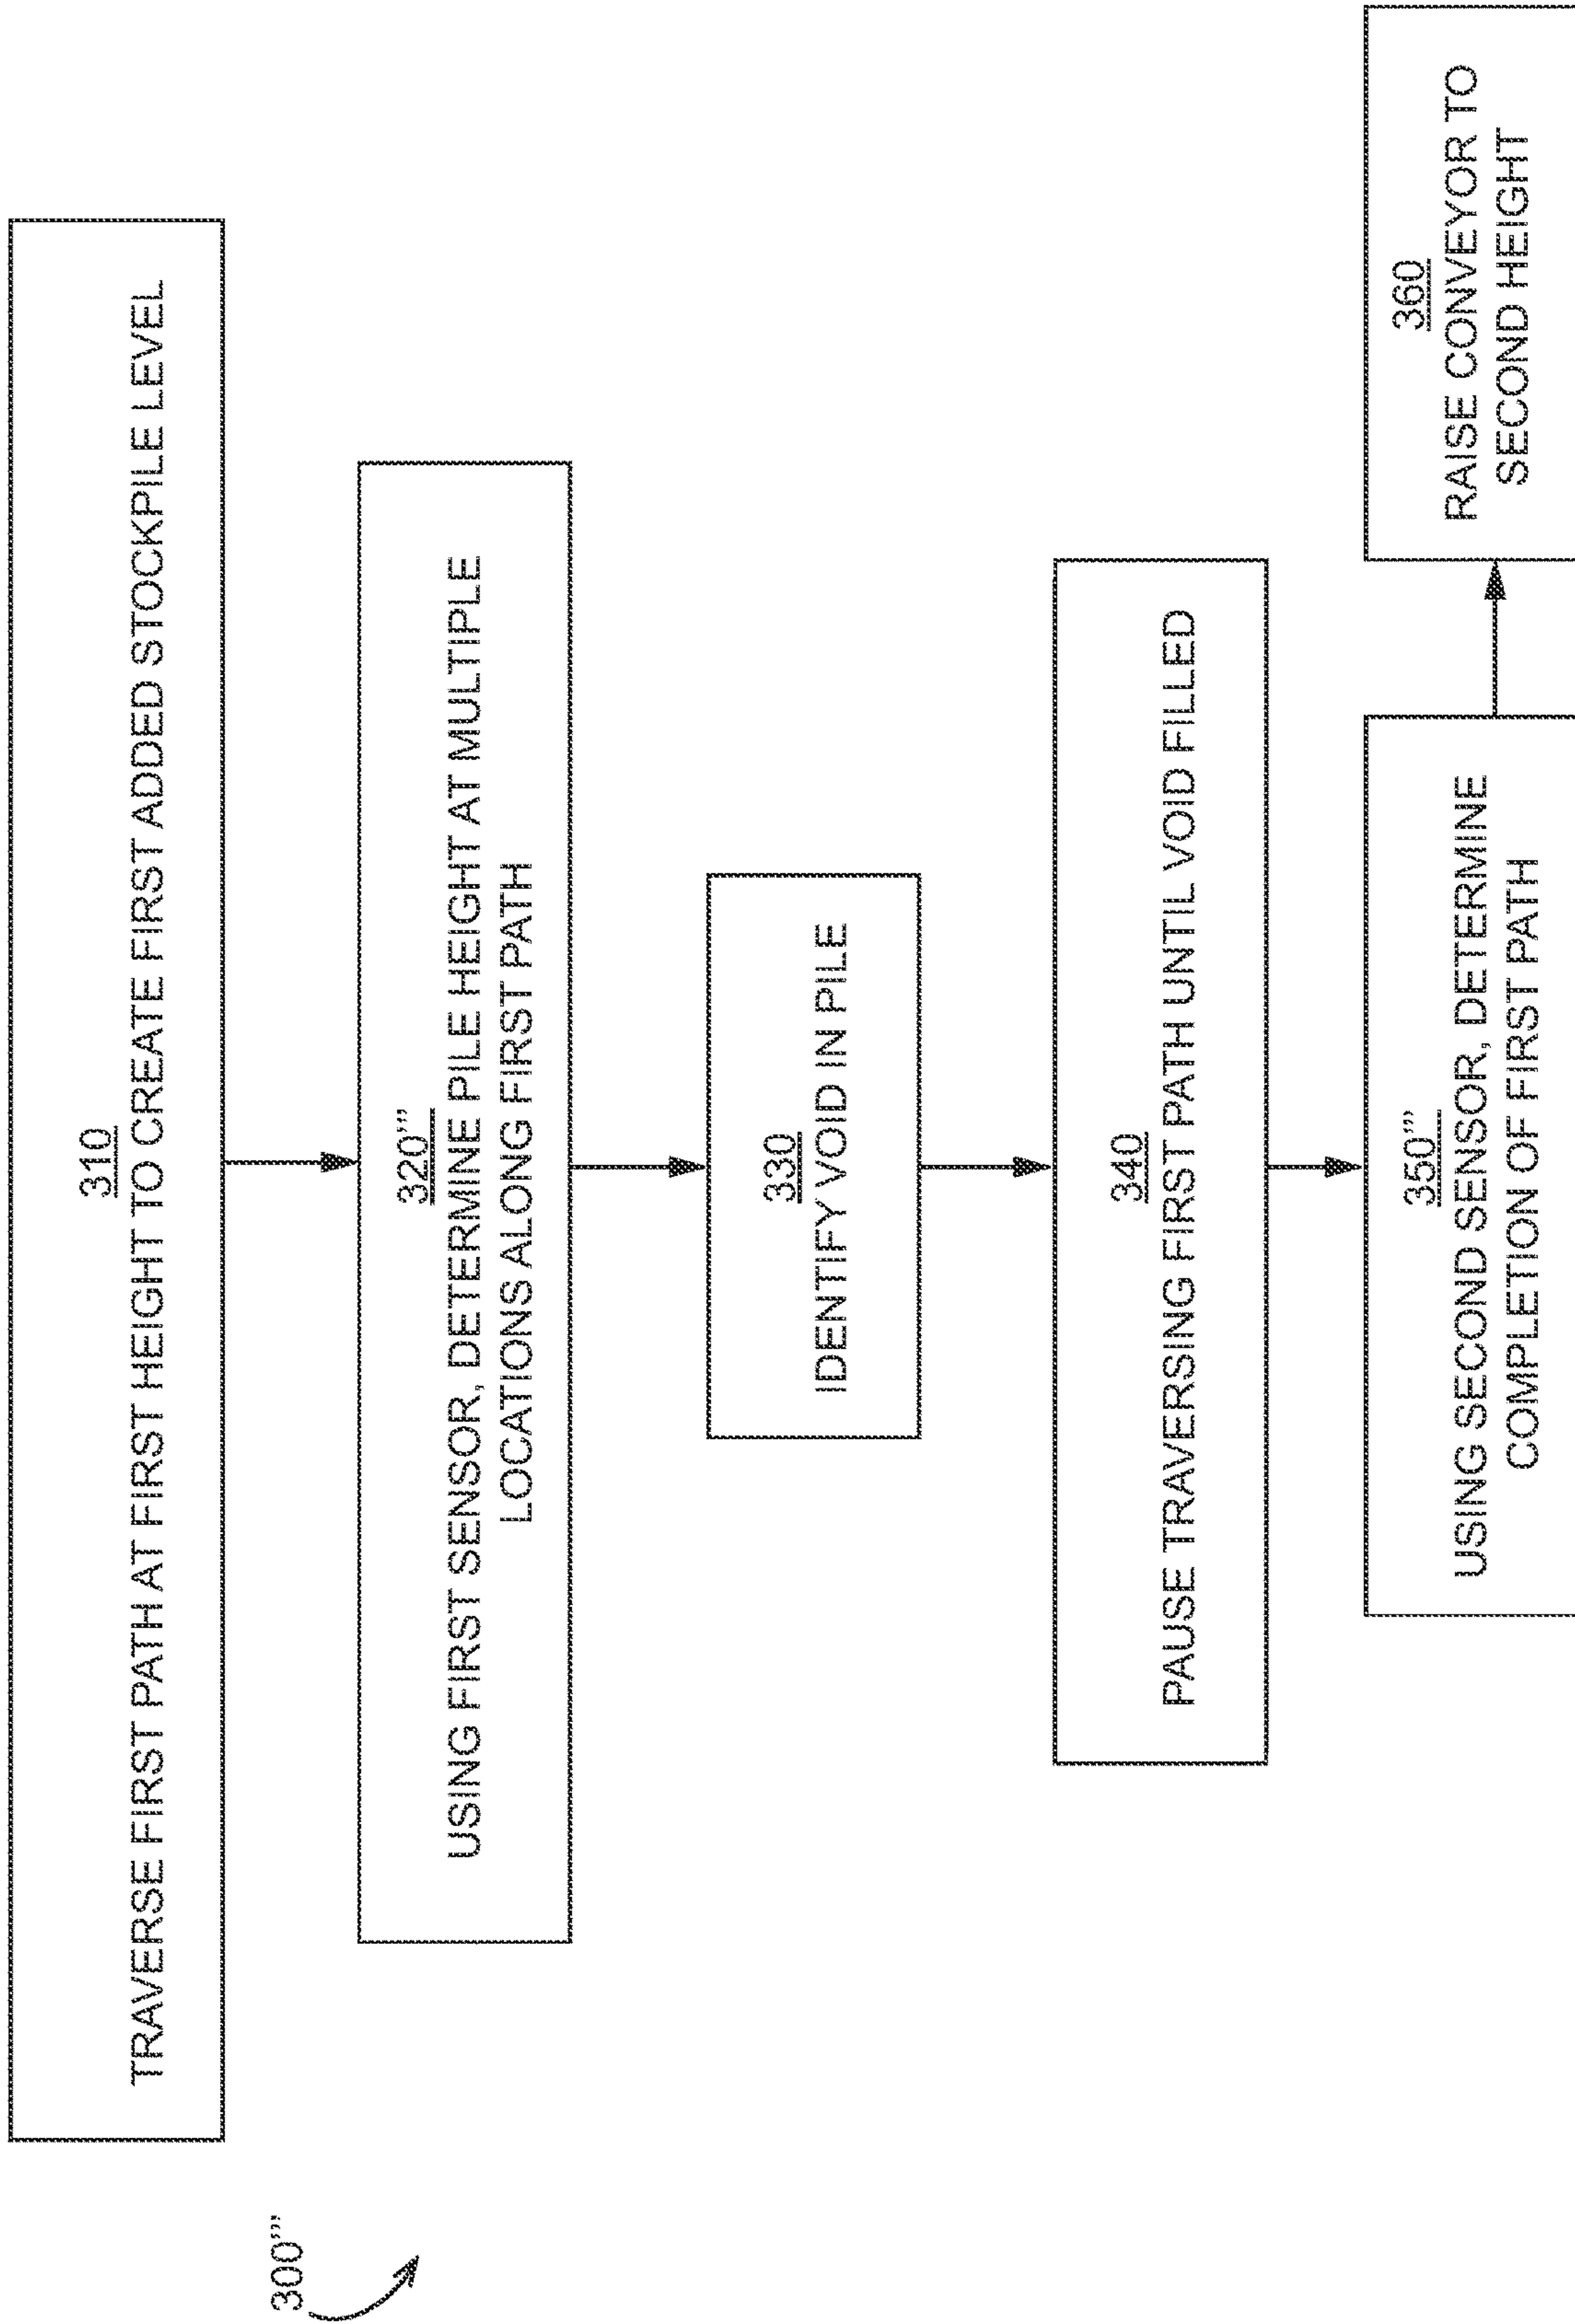 300'''
310
TRAVERSE FIRST PATH AT FIRST HEIGHT TO CREATE FIRST ADDED STOCKPILE LEVEL
320'''
USING FIRST SENSOR, DETERMINE PILE HEIGHT AT MULTIPLE
LOCATIONS ALONG FIRST PATH
330
IDENTIFY VOID IN PILE
340
PAUSE TRAVERSING FIRST PATH UNTIL VOID FILLED
350'''
USING SECOND SENSOR, DETERMINE
COMPLETION OF FIRST PATH
360
RAISE CONVEYOR TO
SECOND HEIGHT